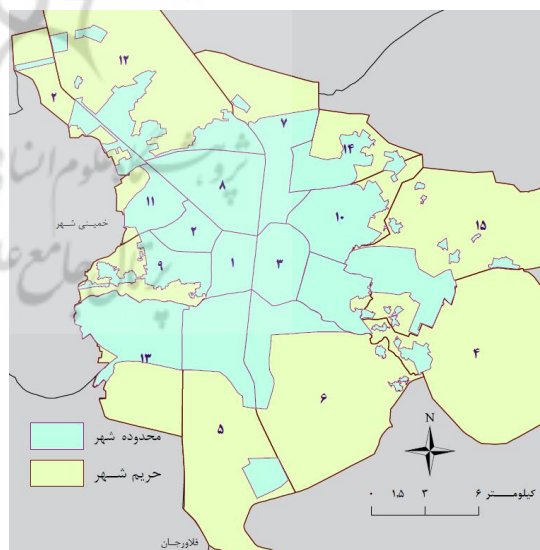 ۱۲
۲
۷
۱۴
۸
۱۱
۱۰
خمینی شهر
۲
۱۵
۹
۱
۳
۴
۱۳
۶
۵
محدوده شهر
حریم شهر
N
۰ ۱.۵ ۳ ۶ کیلومتر
فلاورجان